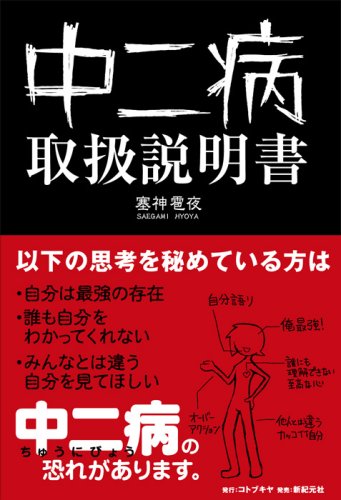 中二病
取扱説明書
塞神雹夜
SAEGAMI HYOYA
以下の思考を秘めている方は
・自分は最強の存在
・誰も自分を
わかってくれない
・みんなとは違う
自分を見てほしい
自分語り
俺最強!
誰にも
理解できない
至高な心
オーバー
アクション
他人とは違う
カッコイイ自分
中二病の
ちゅうにびょう
恐れがあります。
発行:コトブキヤ 発売:新紀元社